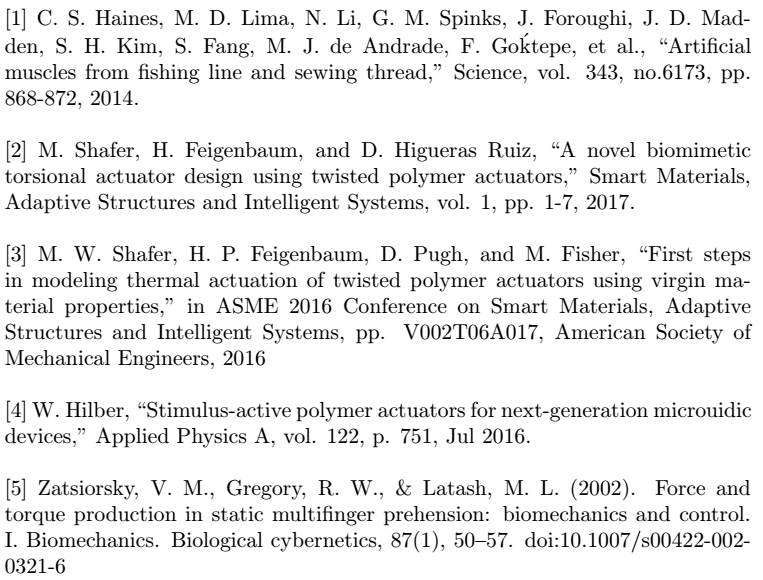 [1] C. S. Haines, M. D. Lima, N. Li, G. M. Spinks, J. Foroughi, J. D. Mad-
den, S. H. Kim, S. Fang, M. J. de Andrade, F. Goḱtepe, et al., “Artificial
muscles from fishing line and sewing thread,” Science, vol. 343, no.6173, pp.
868-872, 2014.
[2] M. Shafer, H. Feigenbaum, and D. Higueras Ruiz, “A novel biomimetic
torsional actuator design using twisted polymer actuators,” Smart Materials,
Adaptive Structures and Intelligent Systems, vol. 1, pp. 1-7, 2017.
[3] M. W. Shafer, H. P. Feigenbaum, D. Pugh, and M. Fisher, “First steps
in modeling thermal actuation of twisted polymer actuators using virgin ma-
terial properties,” in ASME 2016 Conference on Smart Materials, Adaptive
Structures and Intelligent Systems, pp. V002T06A017, American Society of
Mechanical Engineers, 2016
[4] W. Hilber, “Stimulus-active polymer actuators for next-generation microuidic
devices,” Applied Physics A, vol. 122, p. 751, Jul 2016.
[5] Zatsiorsky, V. M., Gregory, R. W., & Latash, M. L. (2002). Force and
torque production in static multifinger prehension: biomechanics and control.
I. Biomechanics. Biological cybernetics, 87(1), 50–57. doi:10.1007/s00422-002-
0321-6